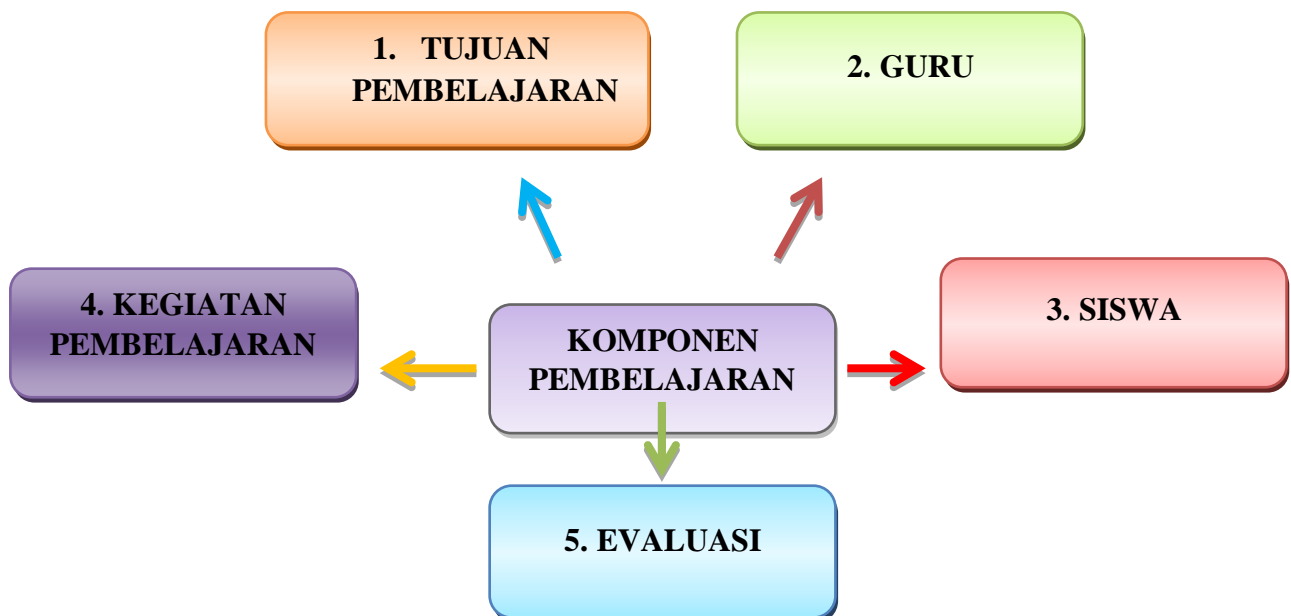 1. TUJUAN
PEMBELAJARAN
2. GURU
3. SISWA
4. KEGIATAN
PEMBELAJARAN
KOMPONEN
PEMBELAJARAN
5. EVALUASI